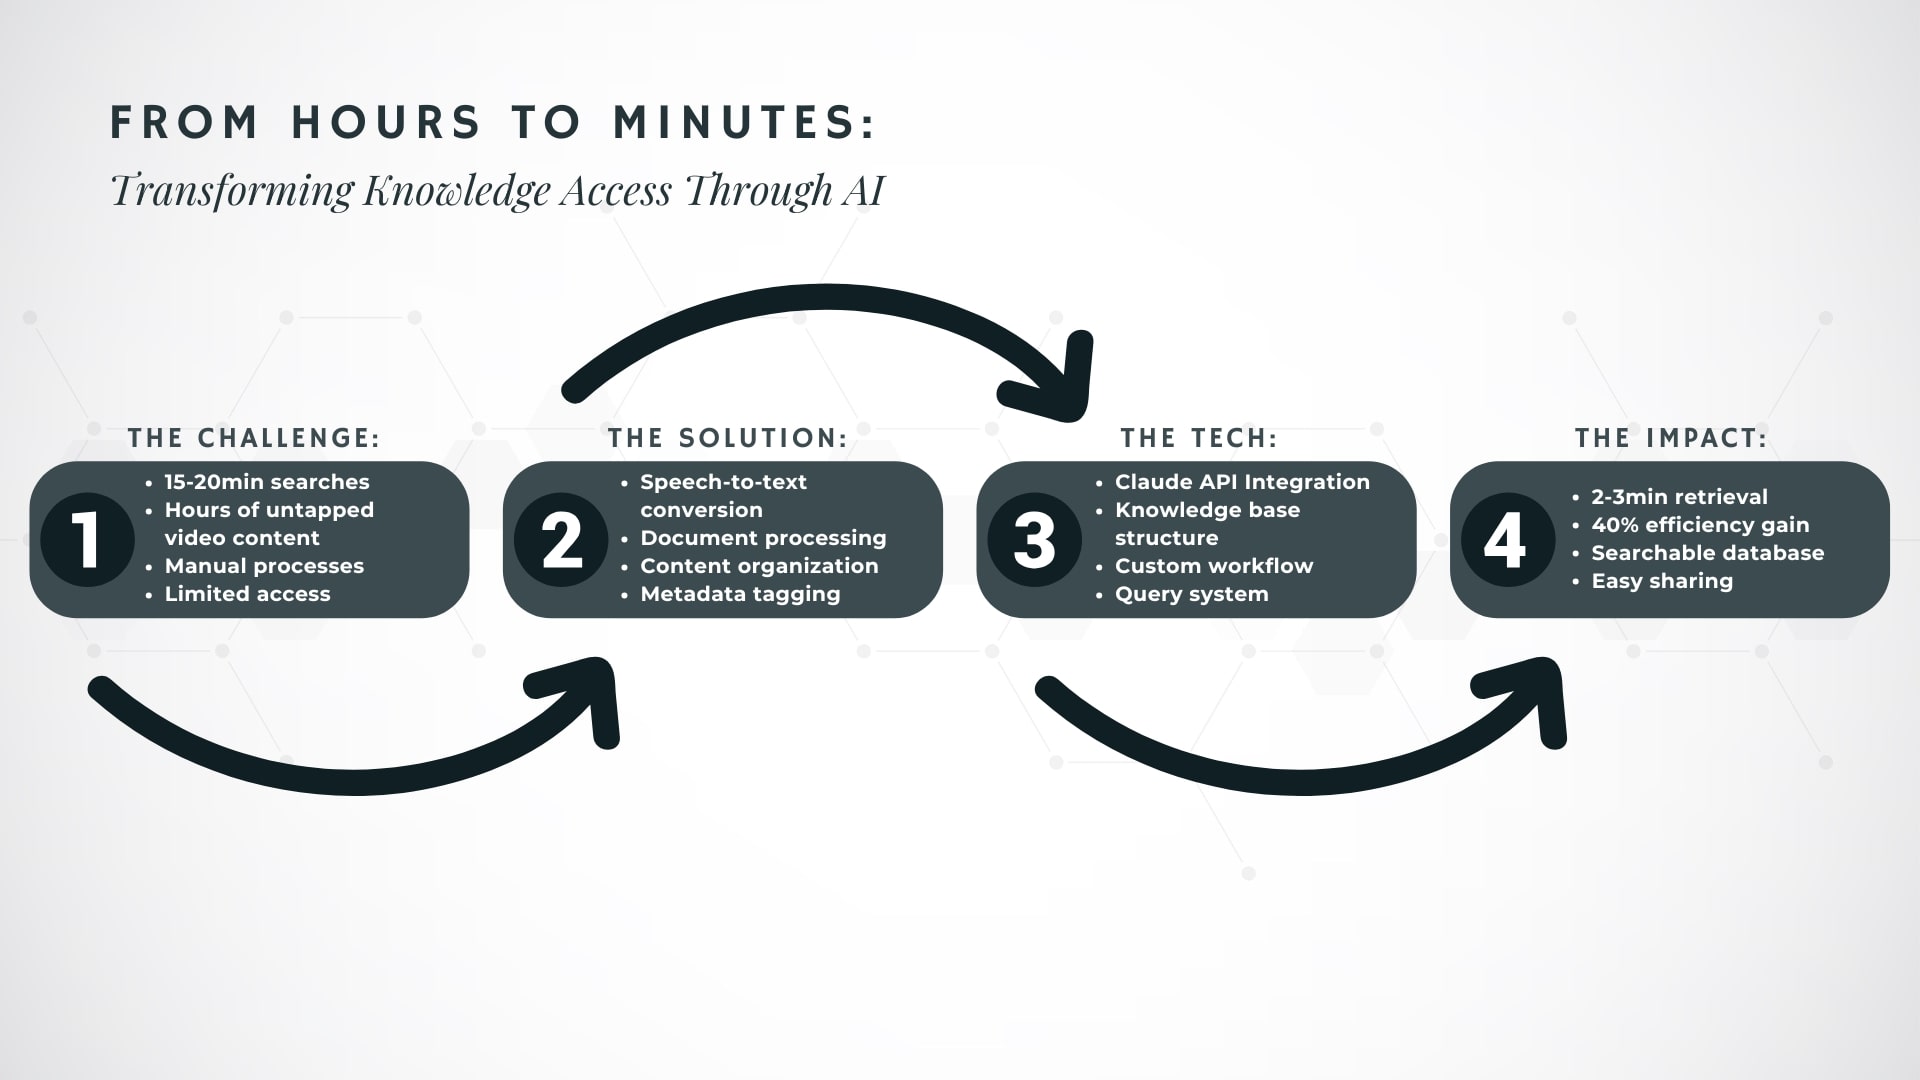 FROM HOURS TO MINUTES:
Transforming Knowledge Access Through AI
THE CHALLENGE:
1
• 15-20min searches
• Hours of untapped
video content
• Manual processes
• Limited access
THE SOLUTION:
2
• Speech-to-text
conversion
• Document processing
• Content organization
• Metadata tagging
THE TECH:
3
• Claude API Integration
• Knowledge base
structure
• Custom workflow
• Query system
THE IMPACT:
4
• 2-3min retrieval
• 40% efficiency gain
• Searchable database
• Easy sharing